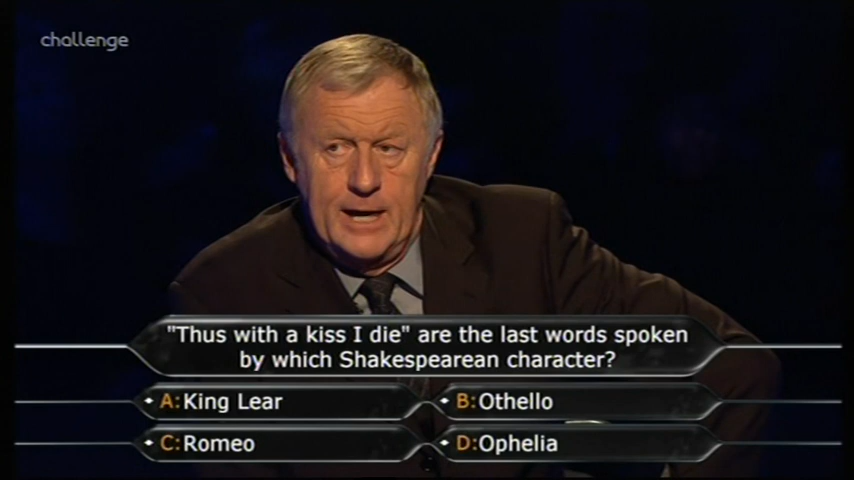 challenge
"Thus with a kiss I die" are the last words spoken
by which Shakespearean character?
A: King Lear
B: Othello
C: Romeo
D: Ophelia